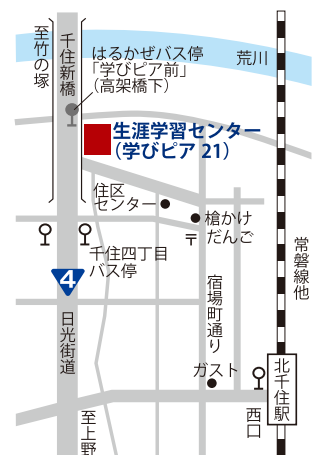 至竹の塚
千住新橋
はるかぜバス停
「学びピア前」
(高架橋下)
荒川
生涯学習センター
(学びピア 21)
住区
センター
槍かけ
だんご
〒
千住四丁目
バス停
4
日光街道
宿場町通り
常磐線他
ガスト
北千住駅
西口
至上野